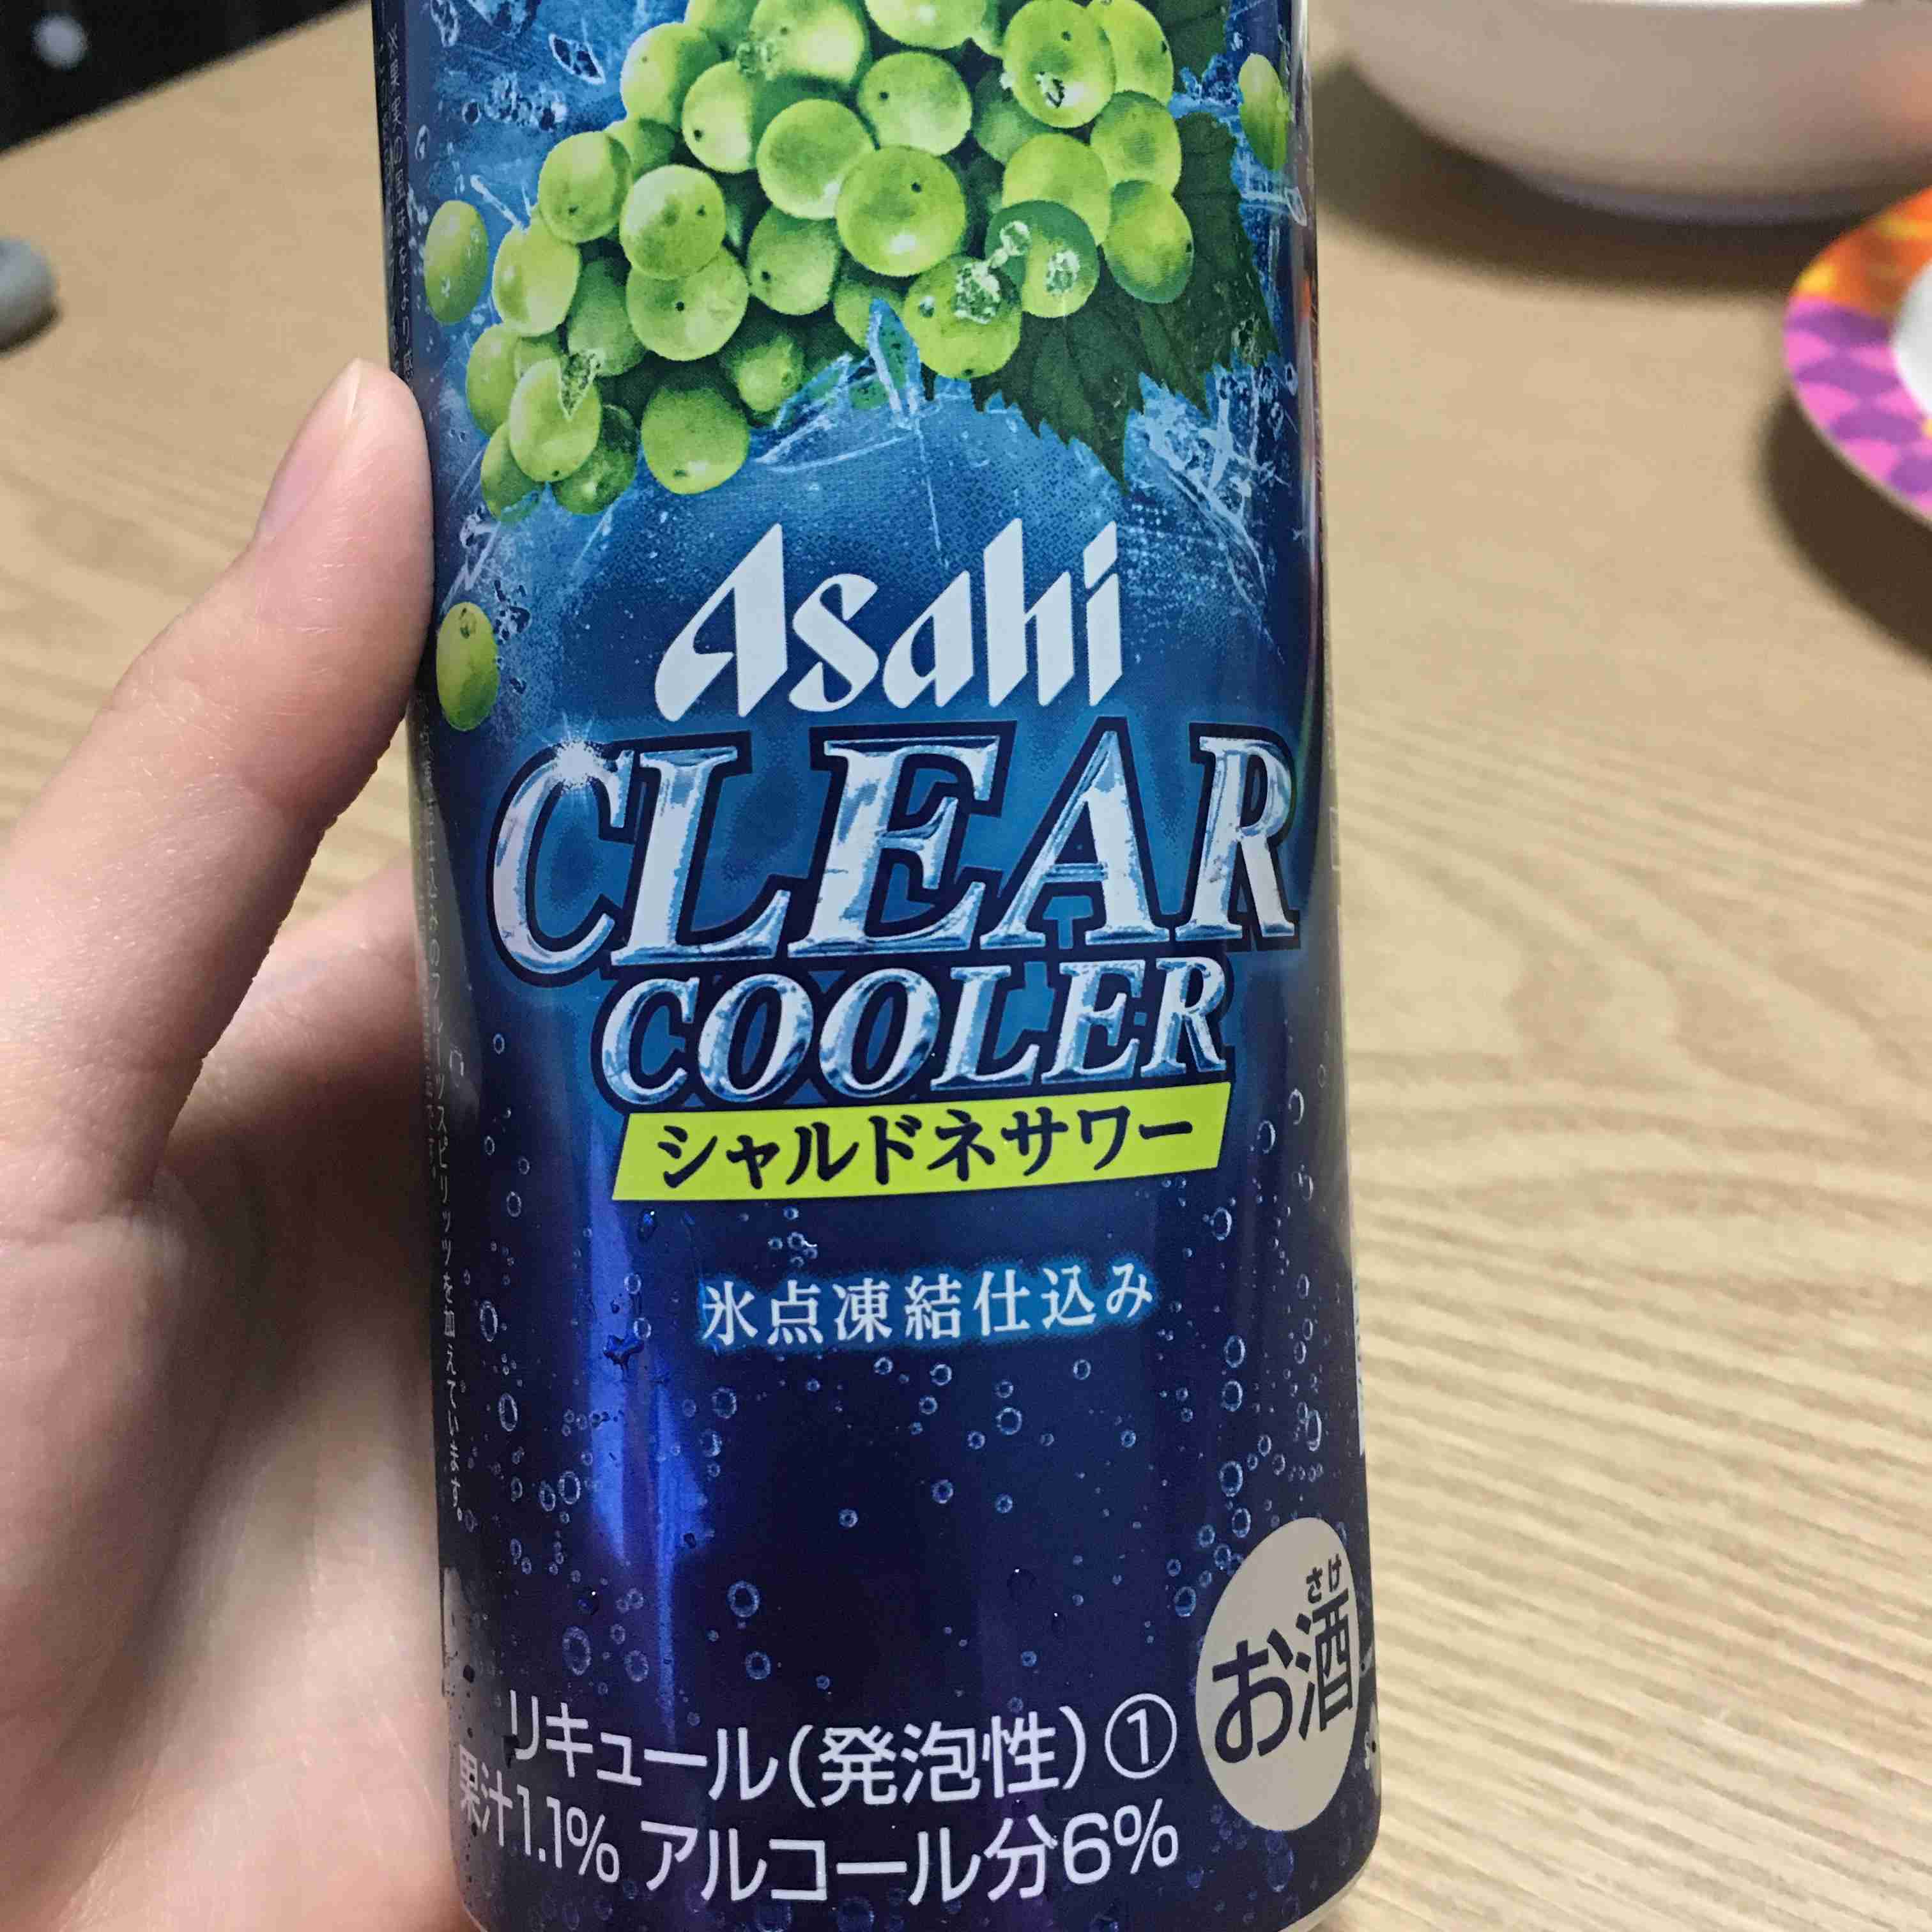 Asahi
CLEAR
COOLER
シャルドネサワー
氷点凍結仕込み
さけ
お酒
リキュール(発泡性)①
果汁1.1% アルコール分6%